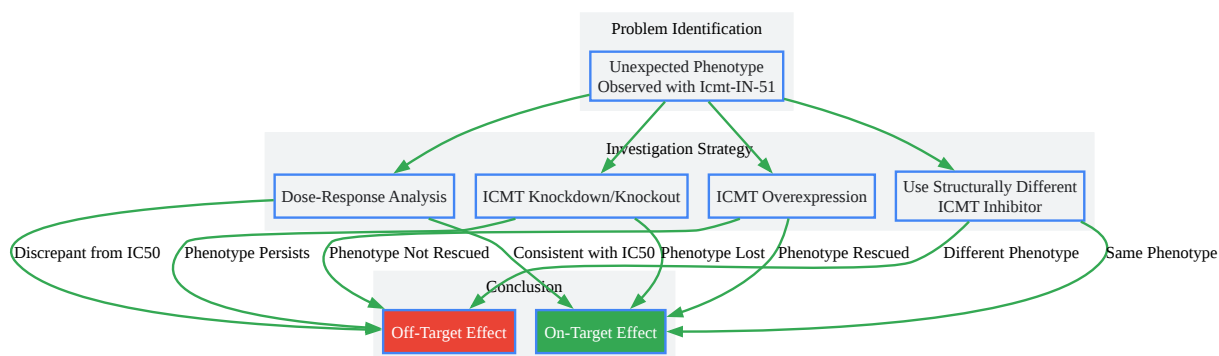 Problem Identification
Unexpected Phenotype
Observed with Icmt-IN-51
Investigation Strategy
Dose-Response Analysis
ICMT Knockdown/Knockout
ICMT Overexpression
Use Structurally Different
ICMT Inhibitor
Discrepant from IC50
Phenotype Persists
Phenotype Not Rescued
Consistent with IC50
Phenotype Lost
Phenotype Rescued
Different Phenotype
Same Phenotype
Conclusion
Off-Target Effect
On-Target Effect